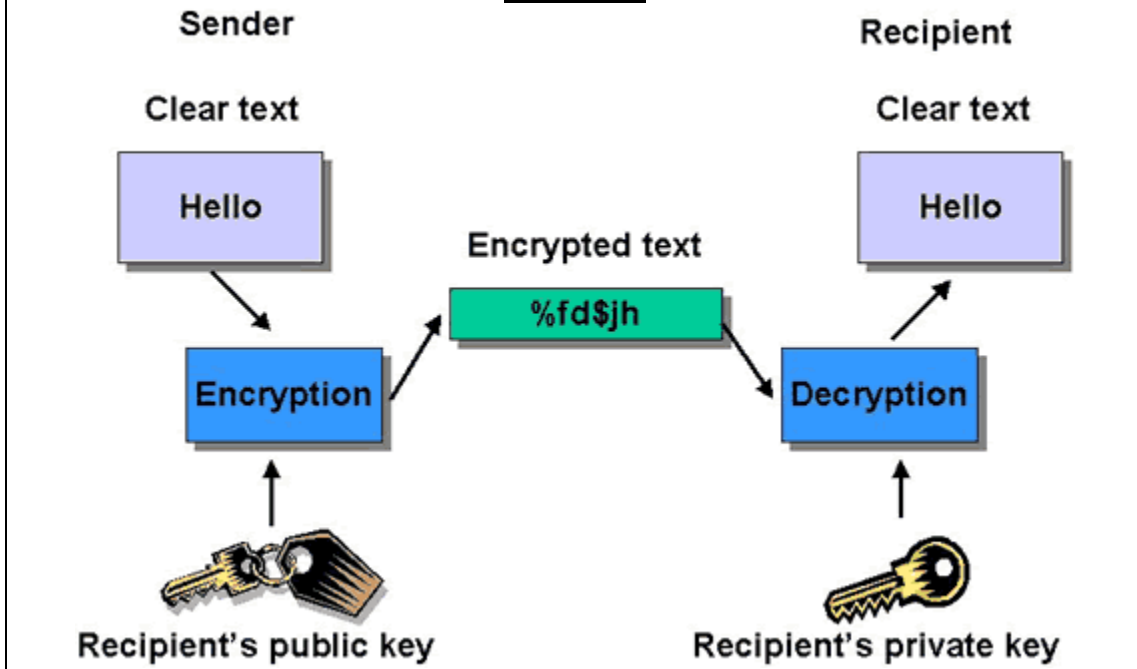 Sender
Recipient
Clear text
Clear text
Hello
Hello
Encrypted text
%fd$jh
Encryption
Decryption
Recipient's public key
Recipient's private key